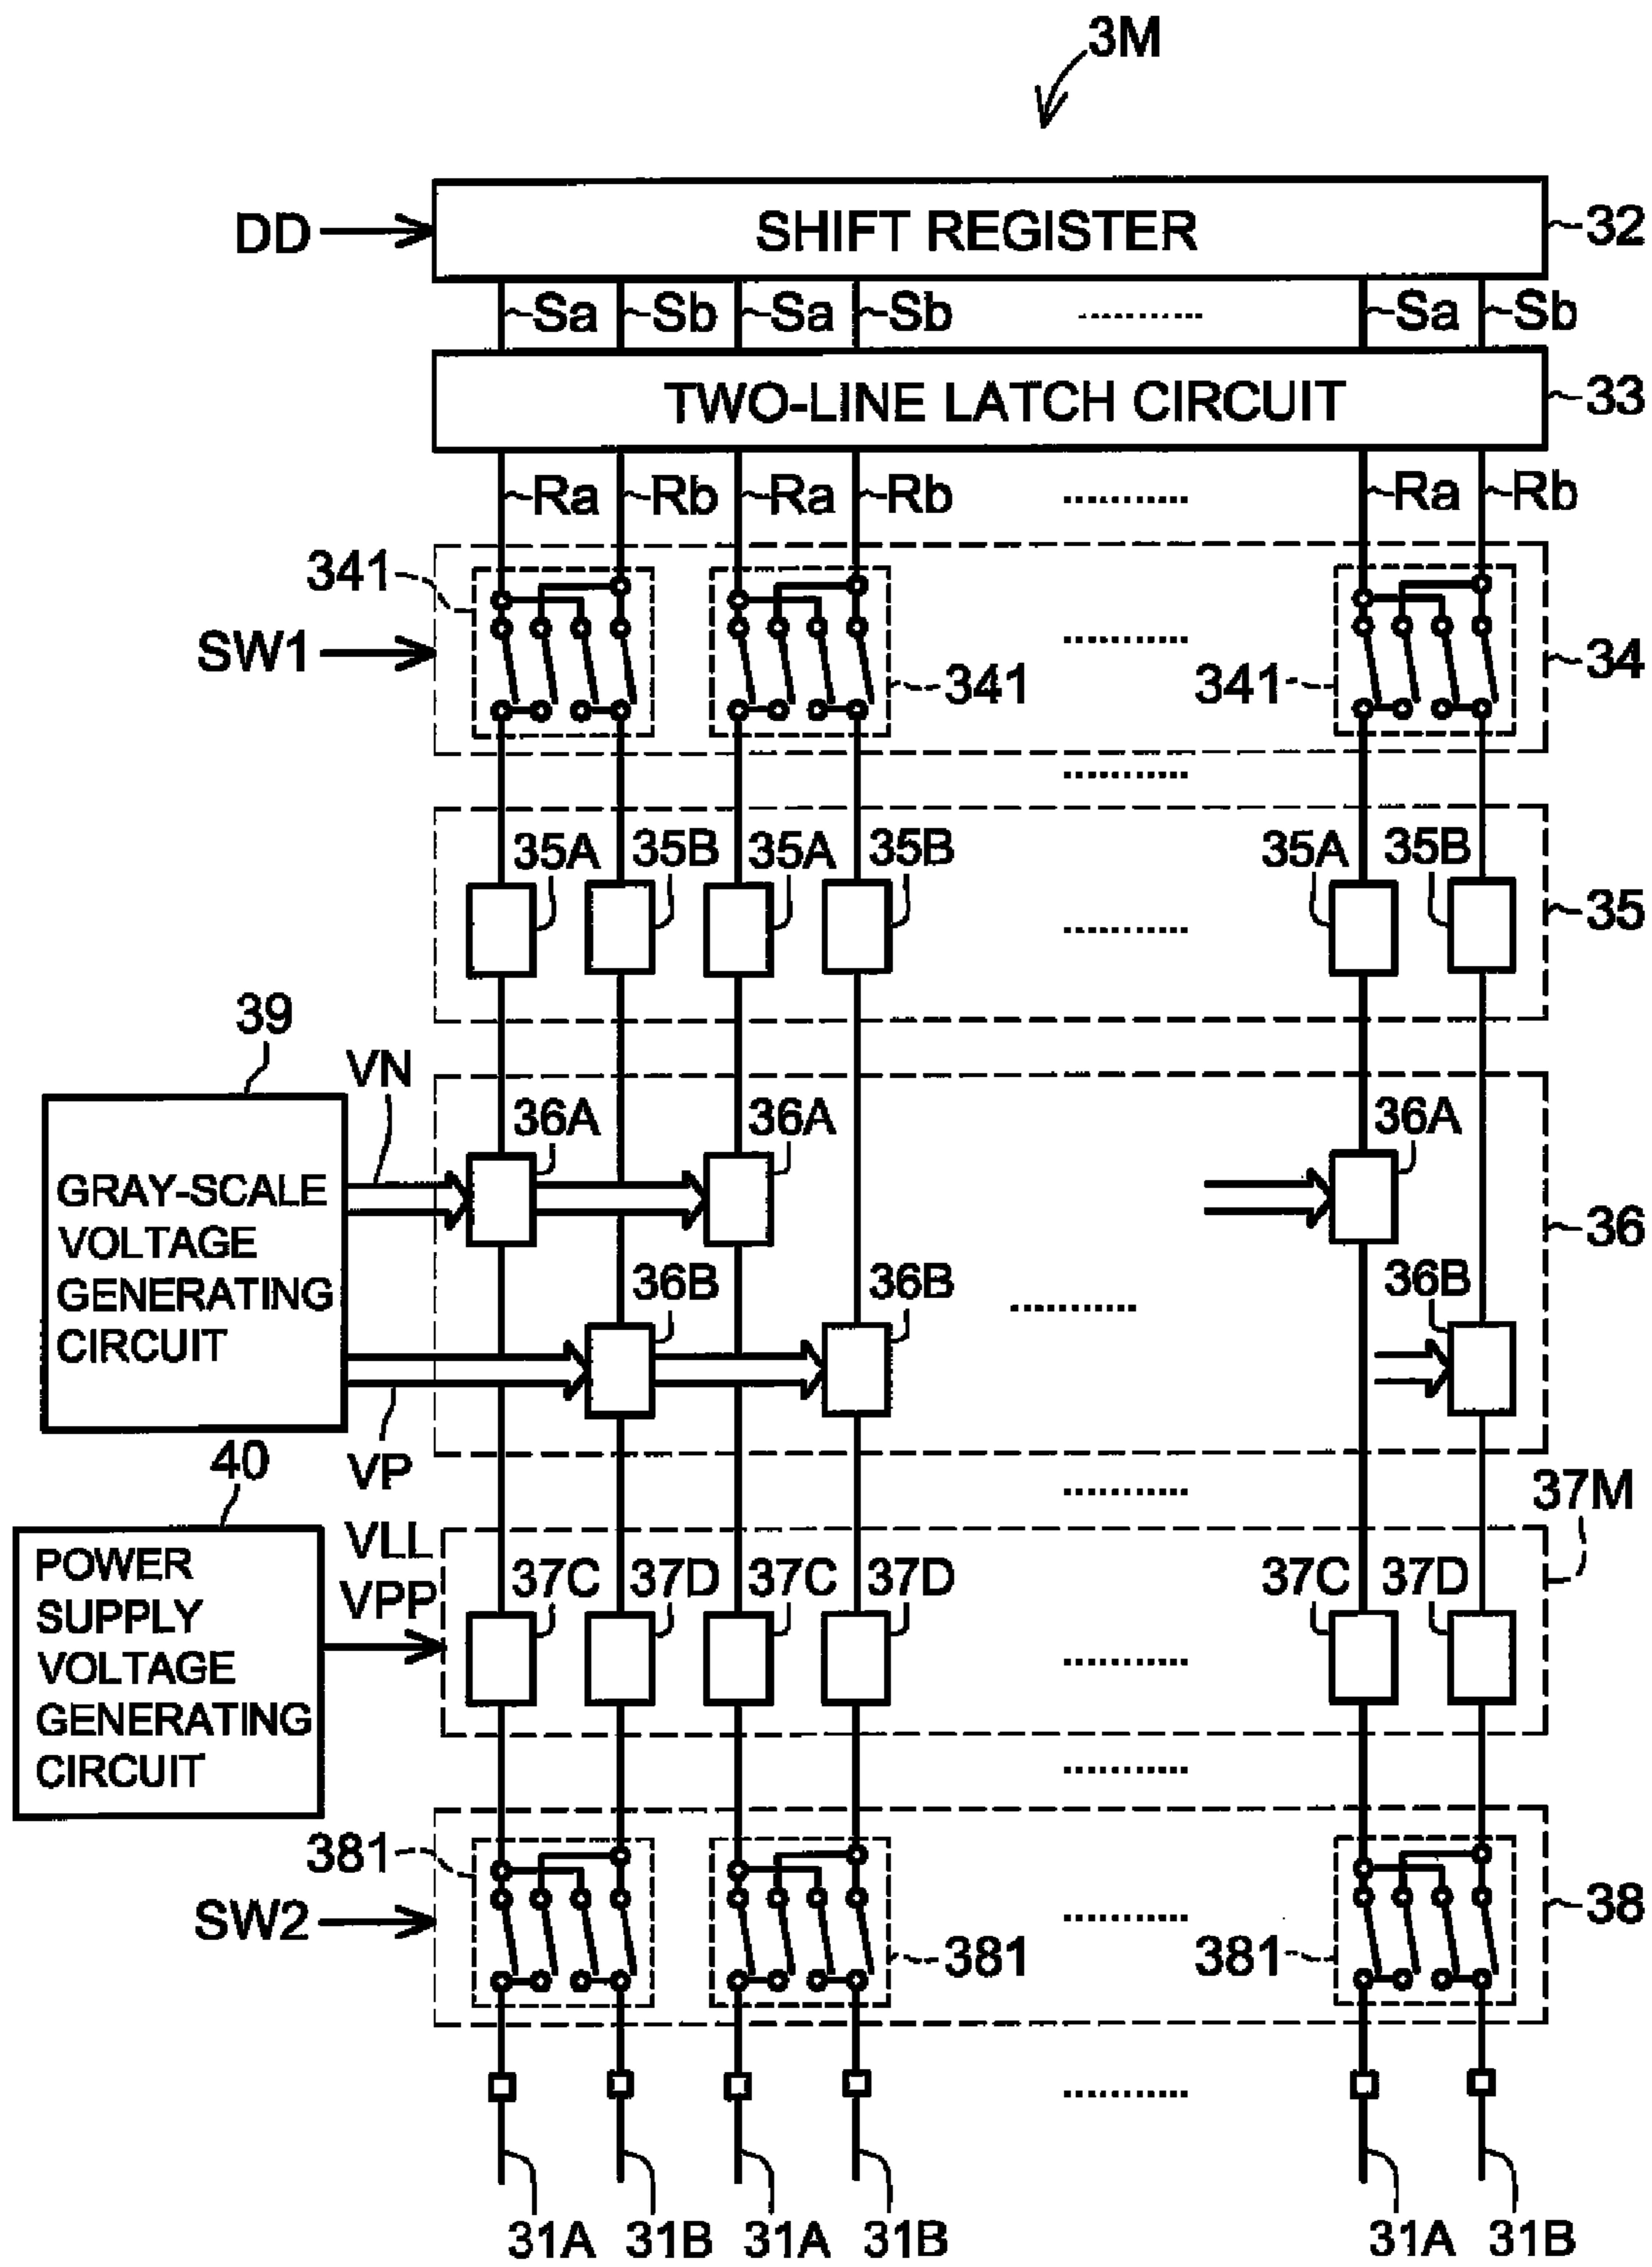 3M
DD
SHIFT REGISTER
32
Sa Sb Sa Sb .......... Sa Sb
TWO-LINE LATCH CIRCUIT
33
Ra Rb Ra Rb .......... Ra Rb
341
SW1
341
341
34
35A 35B 35A 35B 35A 35B
35
39
VN
36A 36A 36A
GRAY-SCALE
VOLTAGE
GENERATING
CIRCUIT
36
36B 36B 36B
VP
40
37M
VLL
VPP
POWER
SUPPLY
VOLTAGE
GENERATING
CIRCUIT
37C 37D 37C 37D 37C 37D
381
SW2
381
381
38
31A 31B 31A 31B 31A 31B